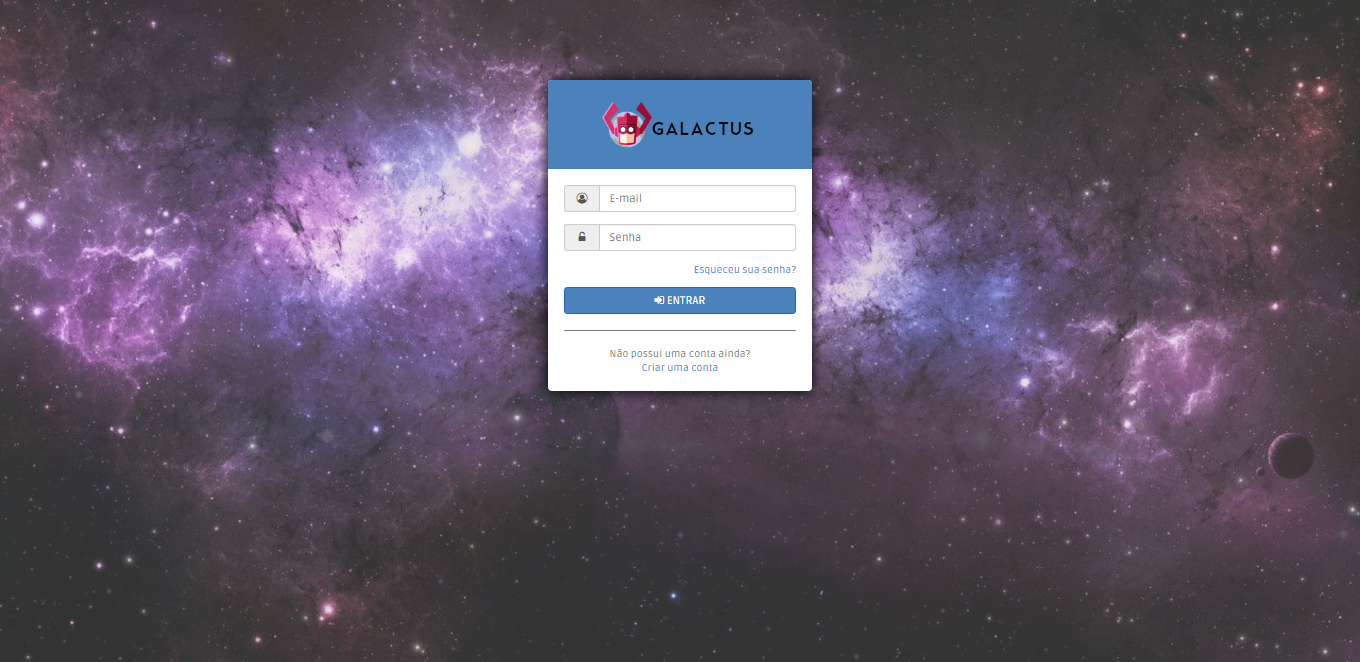 GALACTUS
E-mail
Senha
Esqueceu sua senha?
ENTRAR
Não possui uma conta ainda?
Criar uma conta